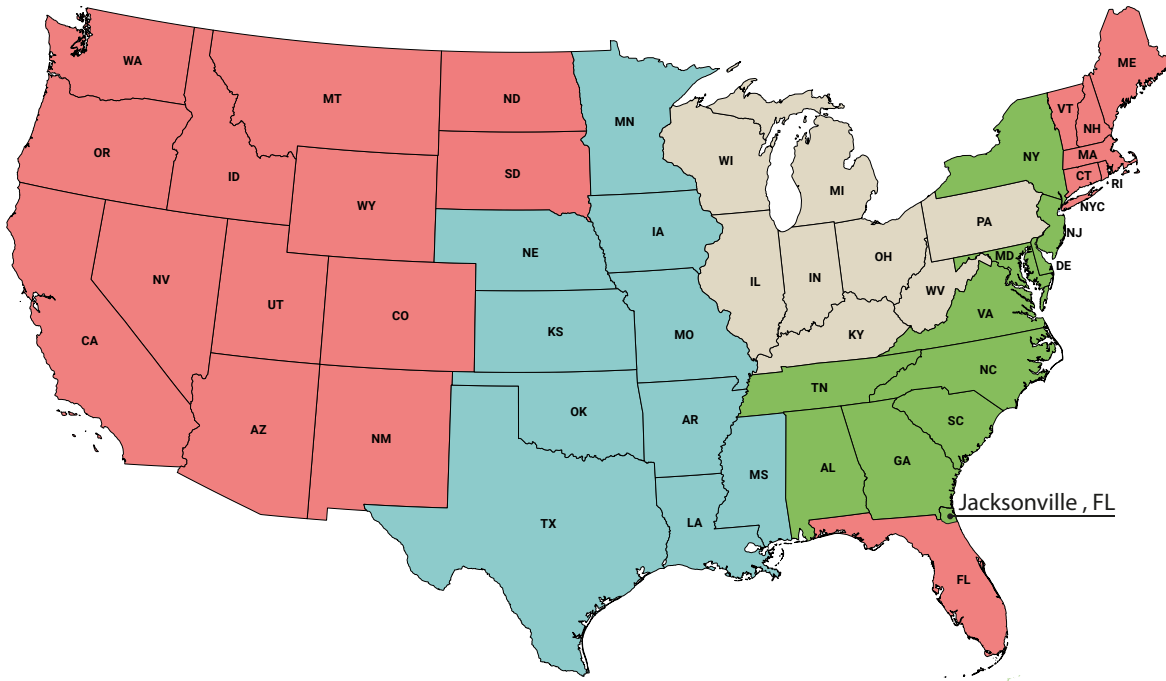 WA
MT
ND
MN
ME
VT
NH
OR
ID
SD
WI
MI
NY
MA
CT
RI
WY
NYC
NE
IA
PA
NJ
NV
UT
CO
IL
IN
OH
MD
DE
WV
VA
CA
KS
MO
KY
NC
TN
AZ
NM
OK
AR
SC
MS
AL
GA
TX
LA
Jacksonville , FL
FL